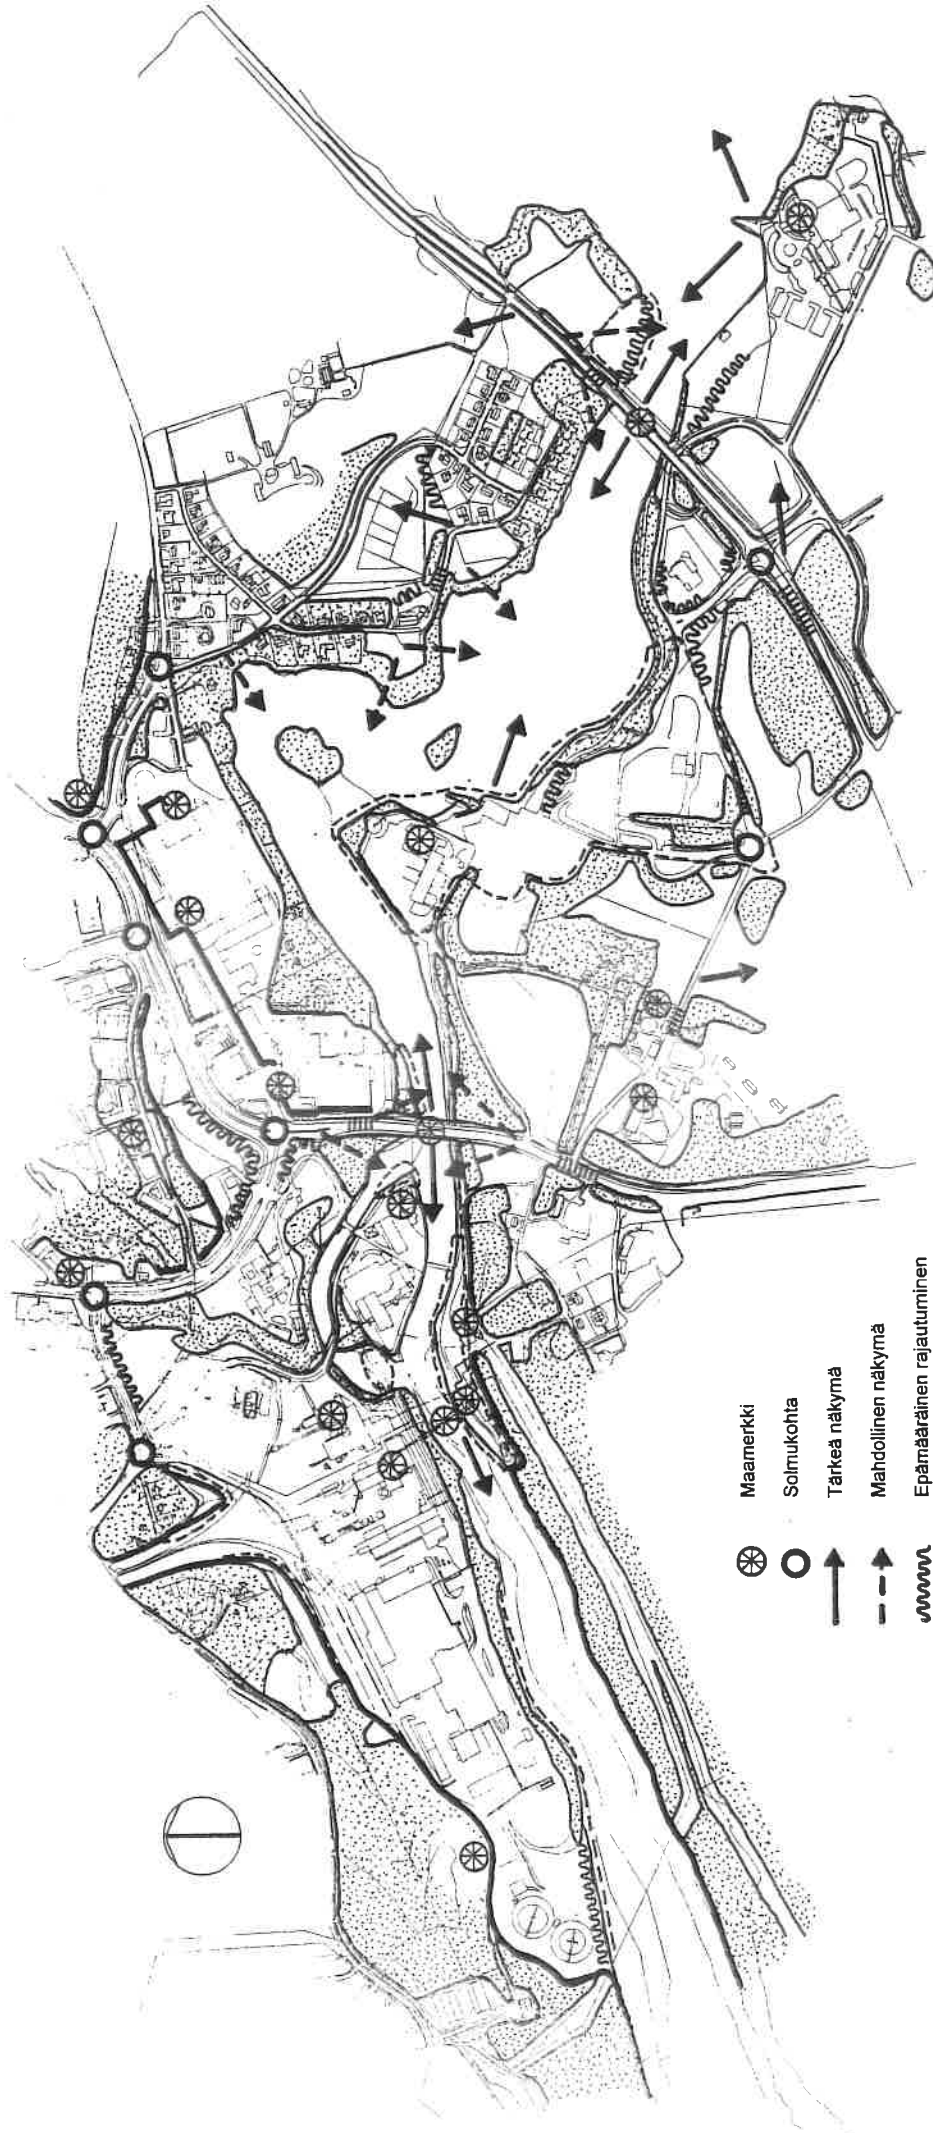 Maamerkki
Solmukohta
Tärkeä näkymä
Mahdollinen näkymä
Epämääräinen rajautuminen